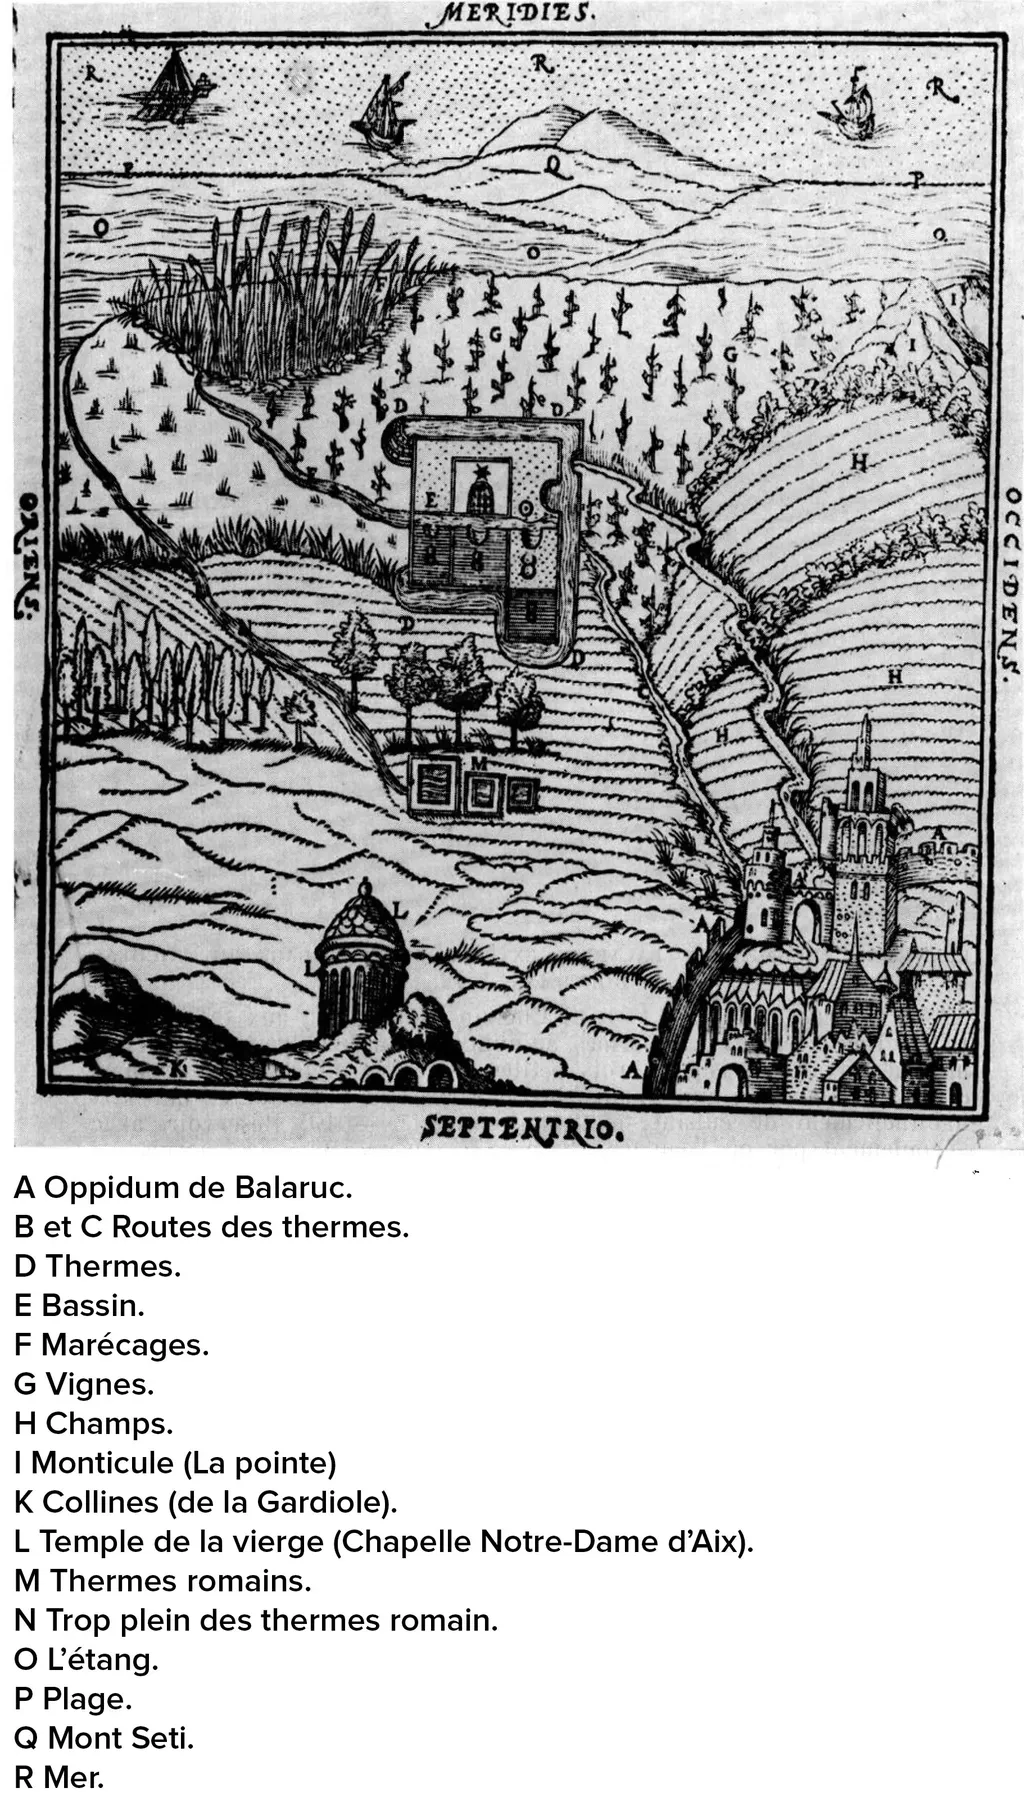 MERIDIES.
R
R
R
P
Q
P
O
O
O
F
I
G
I
G
D
D
H
E
O
ORIENS.
OCCIDENS.
B
D
D
C
H
H
M
A
L
A
L
K
A
SEPTENTRIO.
A Oppidum de Balaruc.
B et C Routes des thermes.
D Thermes.
E Bassin.
F Marécages.
G Vignes.
H Champs.
I Monticule (La pointe)
K Collines (de la Gardiole).
L Temple de la vierge (Chapelle Notre-Dame d’Aix).
M Thermes romains.
N Trop plein des thermes romain.
O L’étang.
P Plage.
Q Mont Seti.
R Mer.